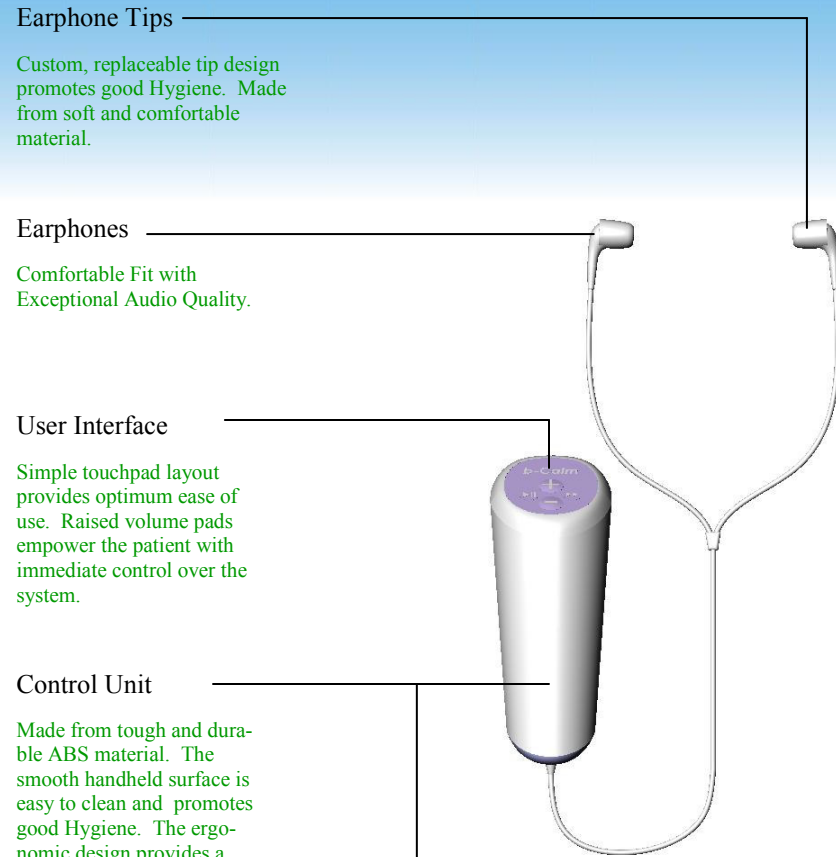 Earphone Tips
Custom, replaceable tip design
promotes good Hygiene.  Made
from soft and comfortable
material.
Earphones
Comfortable Fit with
Exceptional Audio Quality.
User Interface
Simple touchpad layout
provides optimum ease of
use.  Raised volume pads
empower the patient with
immediate control over the
system.
b-Calm
+
-
Control Unit
Made from tough and dura-
ble ABS material.  The
smooth handheld surface is
easy to clean and  promotes
good Hygiene.  The ergo-
nomic design provides a